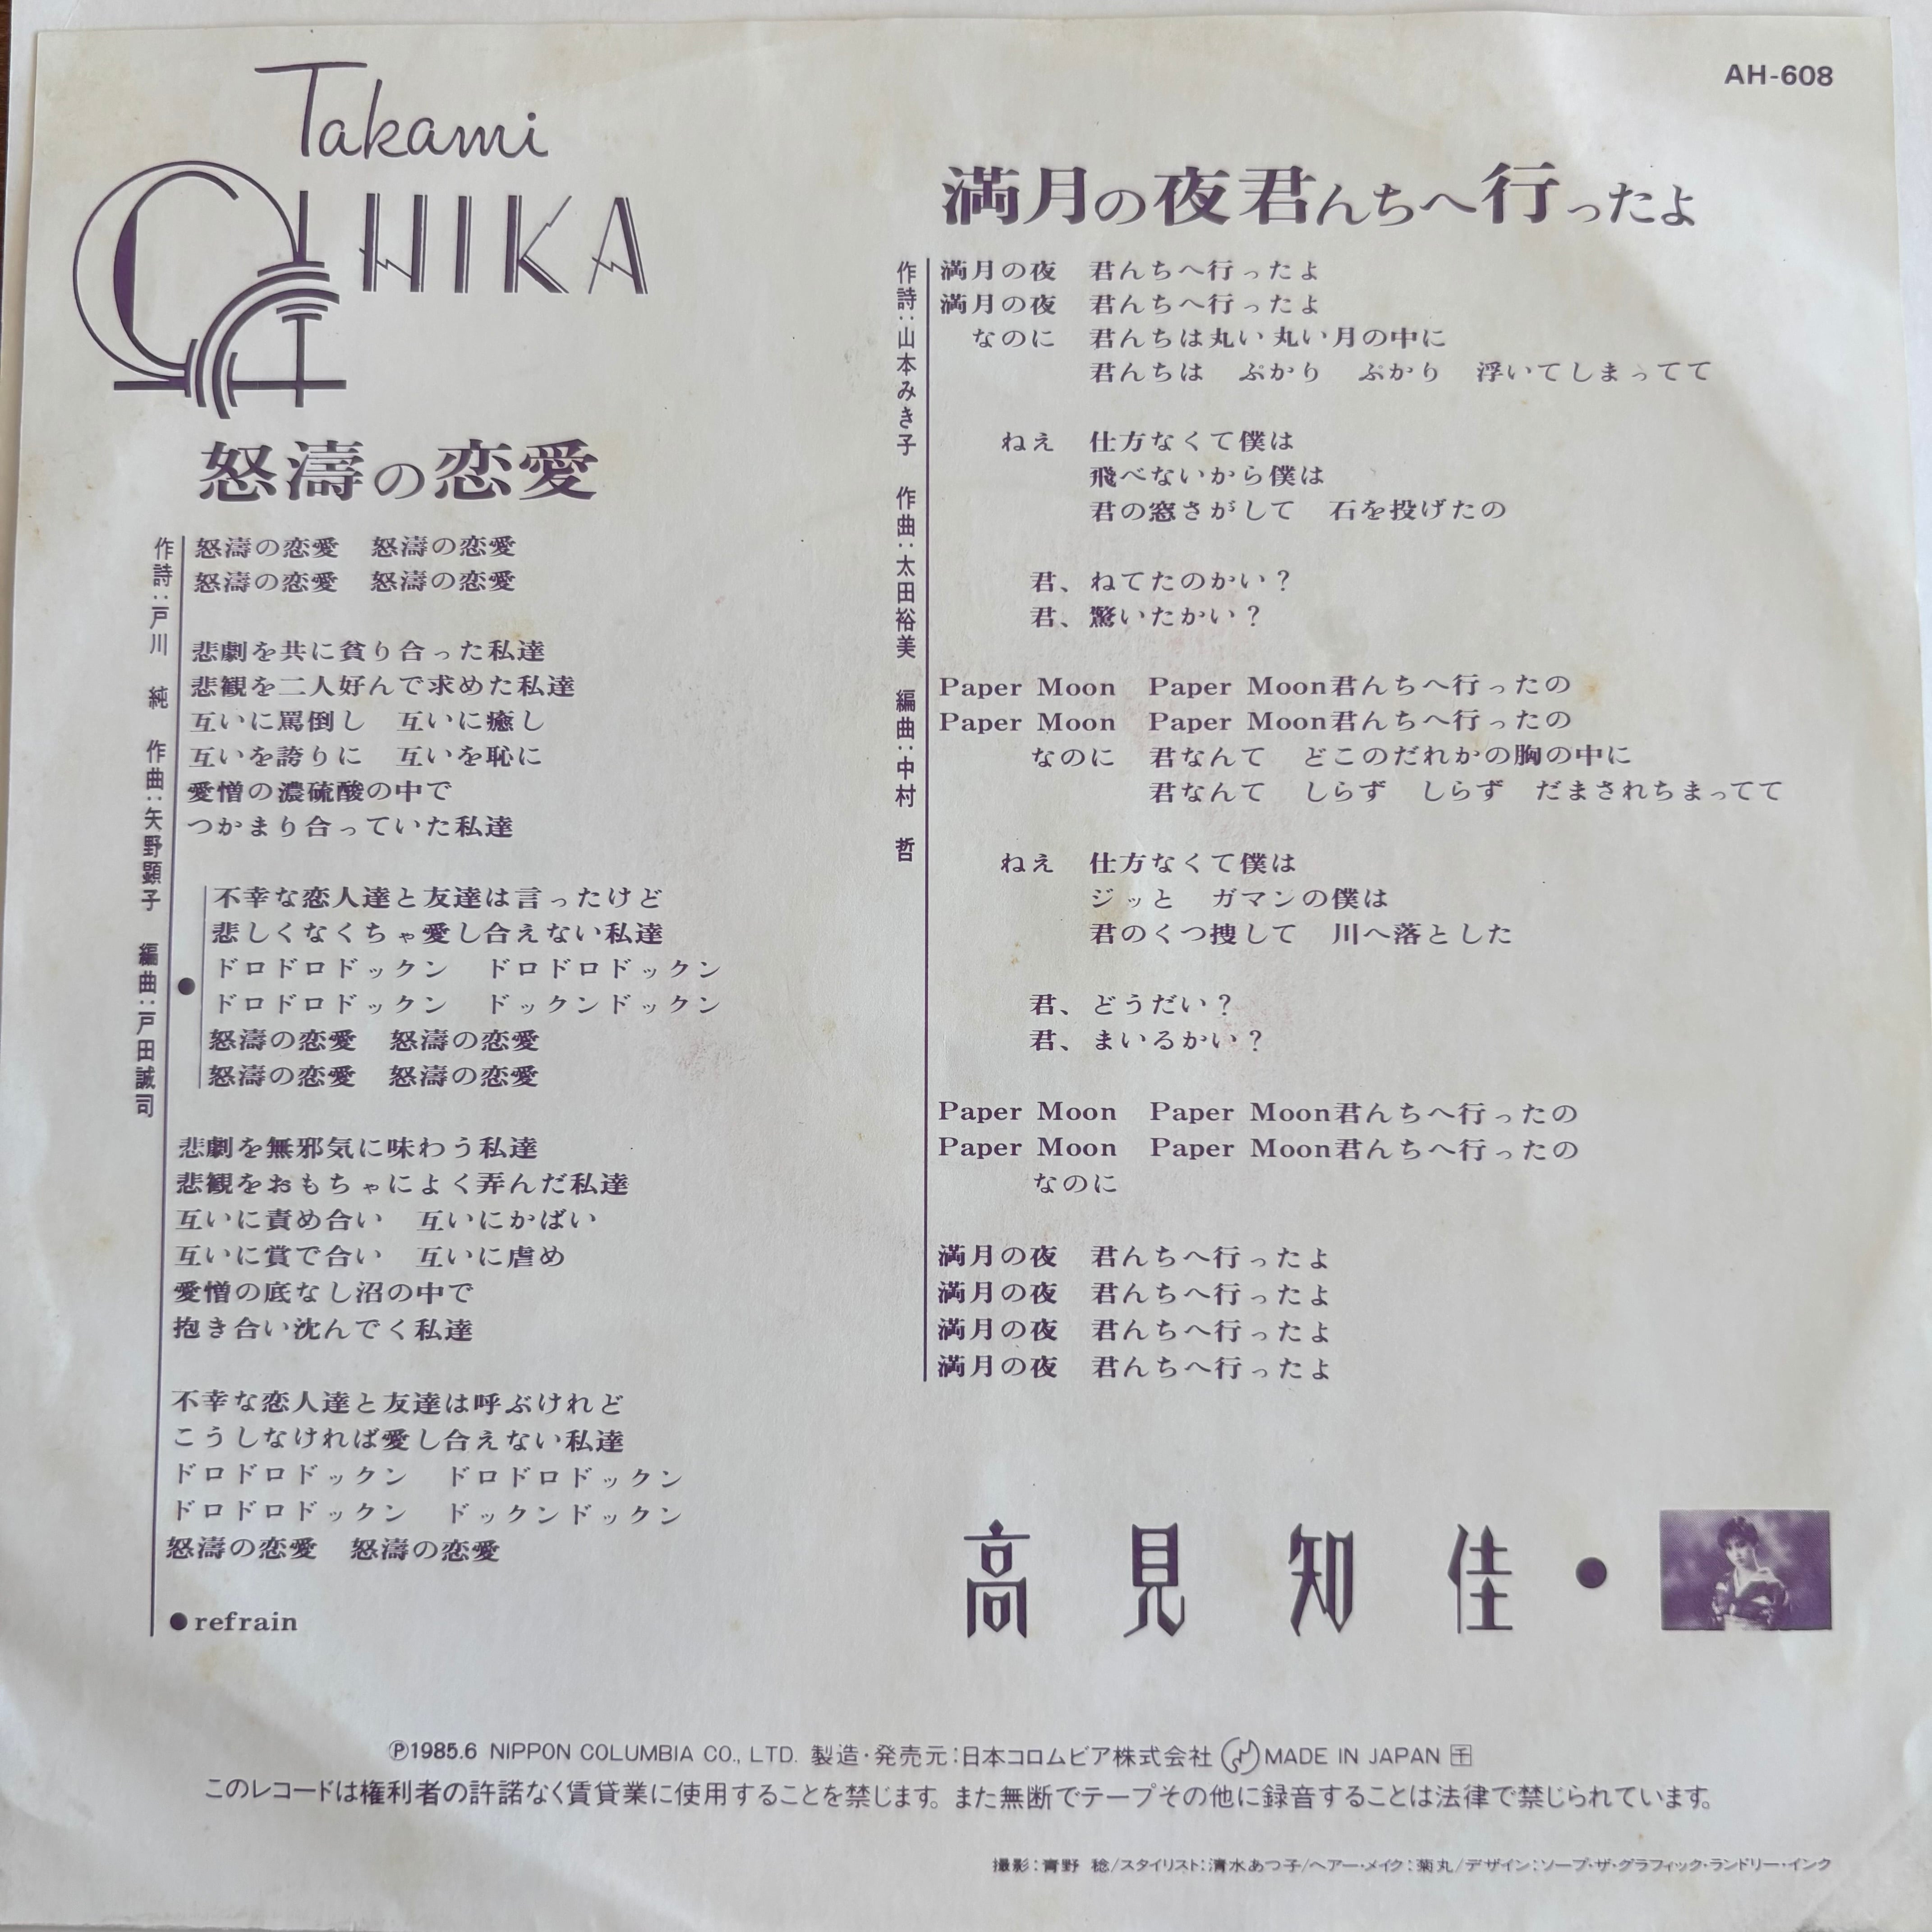 AH-608
Takami
CHIKA
怒濤の恋愛
作詩:戸川 純 作曲:矢野顕子 編曲:戸田誠司
怒濤の恋愛 怒濤の恋愛
怒濤の恋愛 怒濤の恋愛
悲劇を共に貧り合った私達
悲観を二人好んで求めた私達
互いに罵倒し 互いに癒し
互いを誇りに 互いを恥に
愛憎の濃硫酸の中で
つかまり合っていた私達
不幸な恋人達と友達は言ったけど
悲しくなくちゃ愛し合えない私達
ドロドロドックン ドロドロドックン
● ドロドロドックン ドックンドックン
怒濤の恋愛 怒濤の恋愛
怒濤の恋愛 怒濤の恋愛
悲劇を無邪気に味わう私達
悲観をおもちゃによく弄んだ私達
互いに責め合い 互いにかばい
互いに賞で合い 互いに虐め
愛憎の底なし沼の中で
抱き合い沈んでく私達
不幸な恋人達と友達は呼ぶけれど
こうしなければ愛し合えない私達
ドロドロドックン ドロドロドックン
ドロドロドックン ドックンドックン
怒濤の恋愛 怒濤の恋愛
●refrain
満月の夜君んちへ行ったよ
作詩:山本みき子 作曲:太田裕美 編曲:中村 哲
満月の夜 君んちへ行ったよ
満月の夜 君んちへ行ったよ
なのに 君んちは丸い丸い月の中に
君んちは ぷかり ぷかり 浮いてしまってて
ねえ 仕方なくて僕は
飛べないから僕は
君の窓さがして 石を投げたの
君、ねてたのかい？
君、驚いたかい？
Paper Moon Paper Moon君んちへ行ったの
Paper Moon Paper Moon君んちへ行ったの
なのに 君なんて どこのだれかの胸の中に
君なんて しらず しらず だまされちまってて
ねえ 仕方なくて僕は
ジッと ガマンの僕は
君のくつ捜して 川へ落とした
君、どうだい？
君、まいるかい？
Paper Moon Paper Moon君んちへ行ったの
Paper Moon Paper Moon君んちへ行ったの
なのに
満月の夜 君んちへ行ったよ
満月の夜 君んちへ行ったよ
満月の夜 君んちへ行ったよ
満月の夜 君んちへ行ったよ
高見知佳●
Ⓟ1985.6 NIPPON COLUMBIA CO., LTD. 製造・発売元:日本コロムビア株式会社 MADE IN JAPAN 干
このレコードは権利者の許諾なく賃貸業に使用することを禁じます。また無断でテープその他に録音することは法律で禁じられています。
撮影:青野 稔/スタイリスト:清水あつ子/ヘアー・メイク:菊丸/デザイン:ソープ・ザ・グラフィック・ランドリー・インク